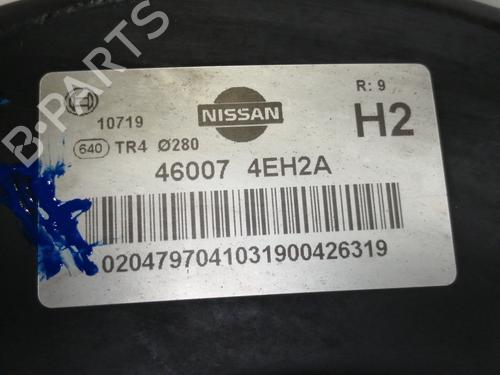 B-PARTS
R: 9
10719
NISSAN
H2
640 TR4 Ø280
46007 4EH2A
0204797041031900426319